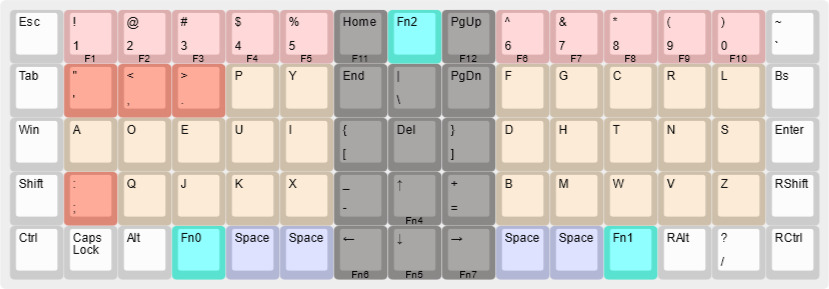 Esc ! @ # $ % Home Fn2 PgUp ^ & * ( ) ~
1 2 3 4 5 6 7 8 9 0 `
F1 F2 F3 F4 F5 F11 F12 F6 F7 F8 F9 F10
Tab " < > P Y End | PgDn F G C R L Bs
' , . \
Win A O E U I { Del } D H T N S Enter
[ ]
Shift : Q J K X _ ↑ + B M W V Z RShift
; - =
Fn4
Ctrl Caps Alt Fn0 Space Space ← ↓ → Space Space Fn1 RAlt ? RCtrl
Lock /
Fn6 Fn5 Fn7